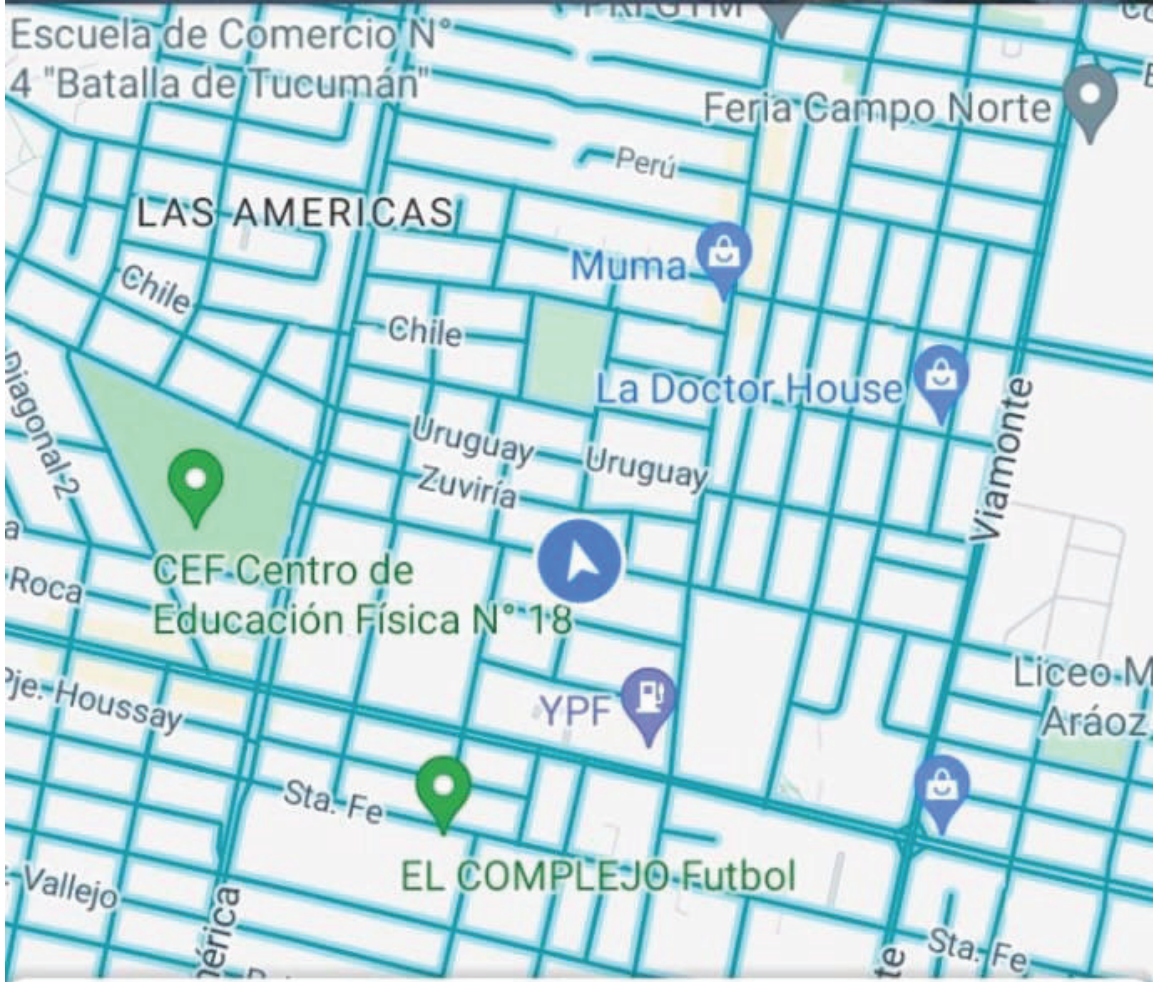 Escuela de Comercio N°
4 "Batalla de Tucumán"
Feria Campo Norte
Perú
LAS AMERICAS
Muma
Chile
Chile
La Doctor House
Diagonal 2
Uruguay
Uruguay
Zuviría
Viamonte
CEF Centro de
Educación Física N° 18
Roca
Liceo M
Aráoz
Pje. Houssay
YPF
Sta. Fe
EL COMPLEJO Futbol
Vallejo
mérica
Sta. Fe
te